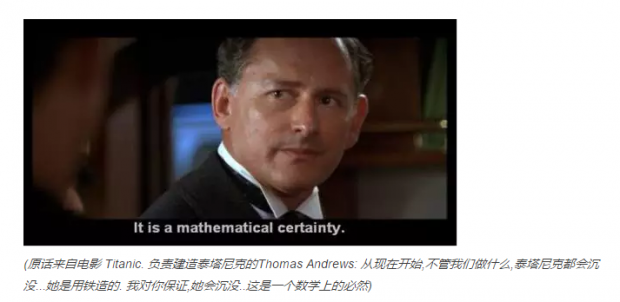 It is a mathematical certainty.
(原话来自电影 Titanic. 负责建造泰塔尼克的Thomas Andrews: 从现在开始,不管我们做什么,泰塔尼克都会沉
没...她是用铁造的. 我对你保证,她会沉没..这是一个数学上的必然)